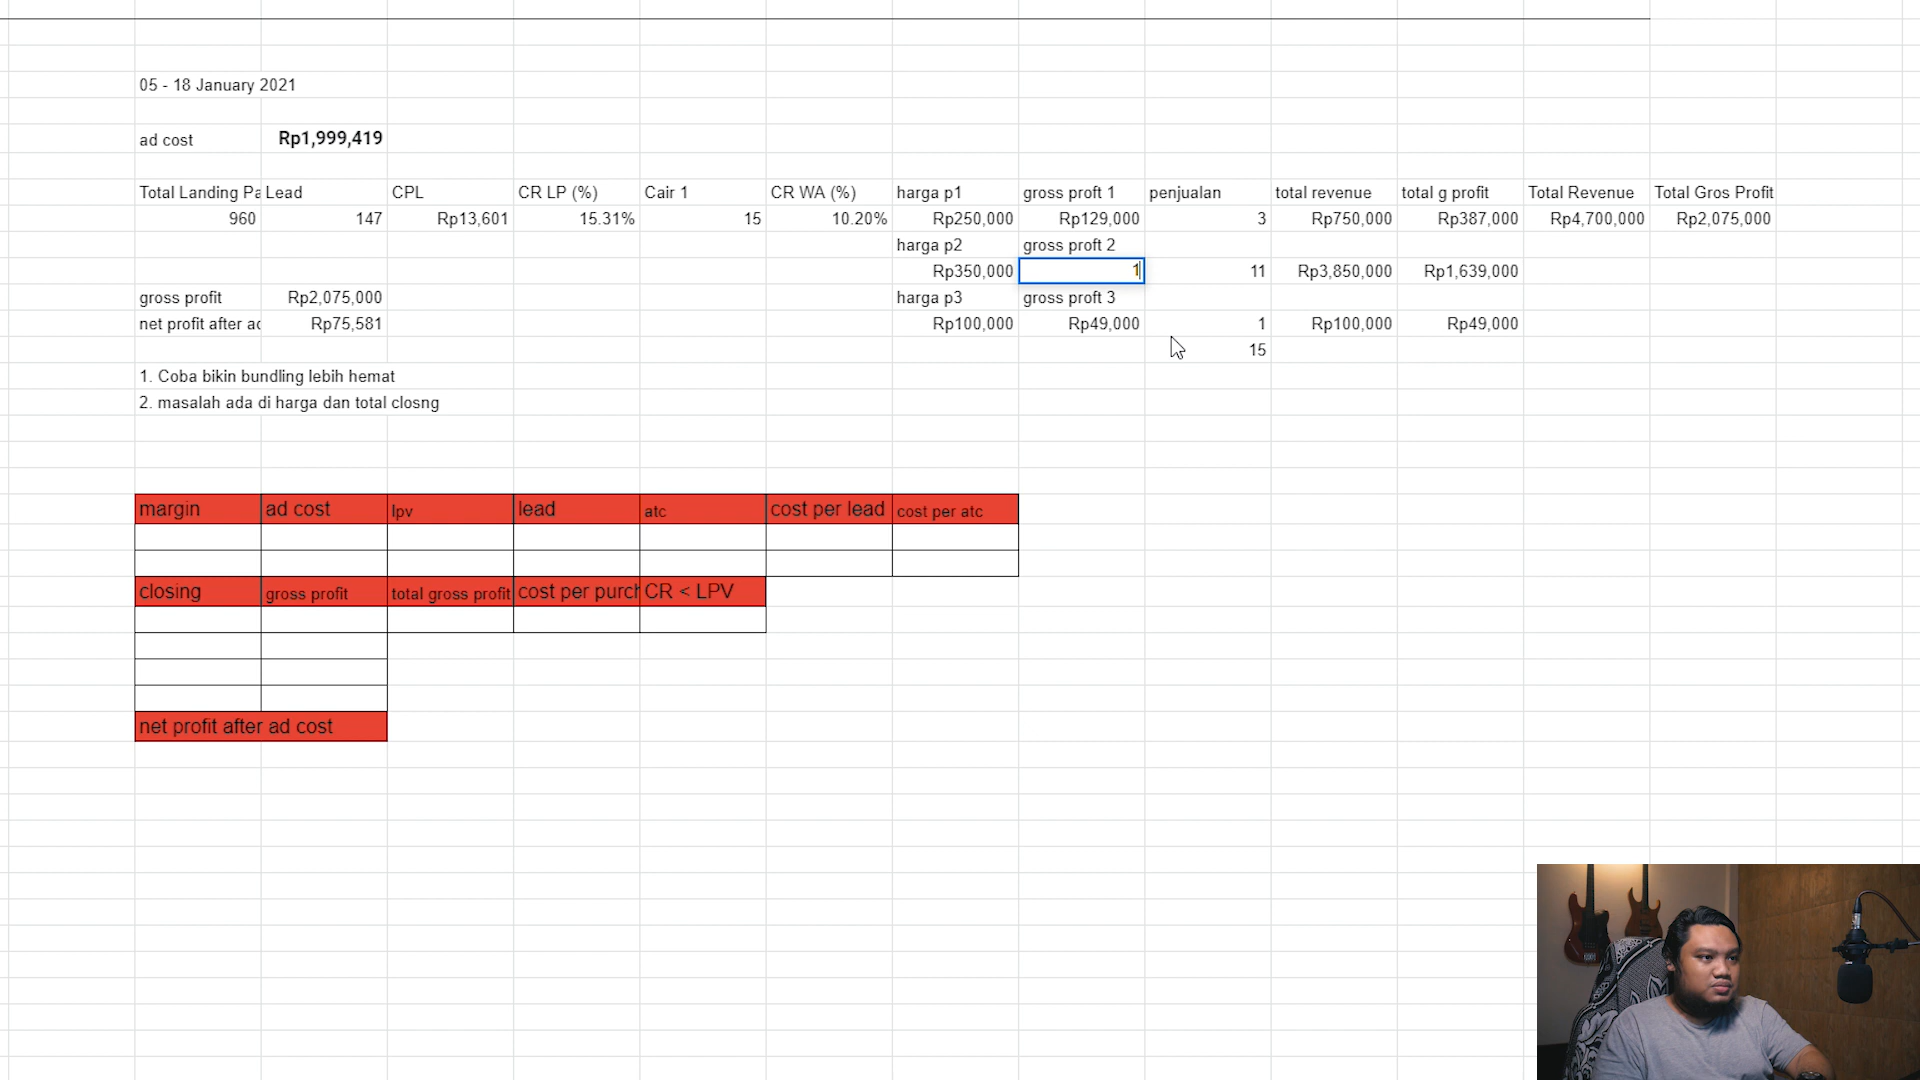 05 - 18 January 2021
ad cost Rp1,999,419
Total Landing Pa Lead CPL CR LP (%) Cair 1 CR WA (%) harga p1 gross proft 1 penjualan total revenue total g profit Total Revenue Total Gros Profit
960 147 Rp13,601 15.31% 15 10.20% Rp250,000 Rp129,000 3 Rp750,000 Rp387,000 Rp4,700,000 Rp2,075,000
harga p2 gross proft 2
Rp350,000 1 11 Rp3,850,000 Rp1,639,000
gross profit Rp2,075,000 harga p3 gross proft 3
net profit after ac Rp75,581 Rp100,000 Rp49,000 1 Rp100,000 Rp49,000
15
1. Coba bikin bundling lebih hemat
2. masalah ada di harga dan total closng
margin ad cost lpv lead atc cost per lead cost per atc
closing gross profit total gross profit cost per purch CR < LPV
net profit after ad cost